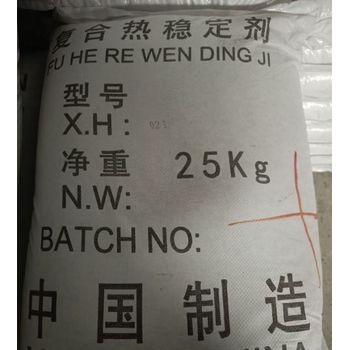 复合热稳定剂
FU HE RE WEN DING JI
型号
X.H:
净重 25Kg
N.W:
BATCH NO:
中国制造